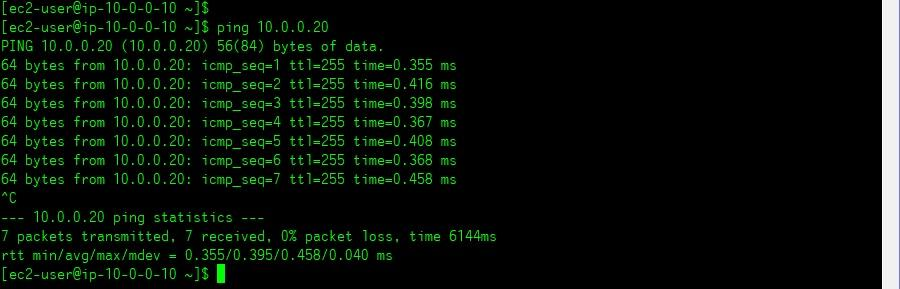 [ec2-user@ip-10-0-0-10 ~]$
[ec2-user@ip-10-0-0-10 ~]$ ping 10.0.0.20
PING 10.0.0.20 (10.0.0.20) 56(84) bytes of data.
64 bytes from 10.0.0.20: icmp_seq=1 ttl=255 time=0.355 ms
64 bytes from 10.0.0.20: icmp_seq=2 ttl=255 time=0.416 ms
64 bytes from 10.0.0.20: icmp_seq=3 ttl=255 time=0.398 ms
64 bytes from 10.0.0.20: icmp_seq=4 ttl=255 time=0.367 ms
64 bytes from 10.0.0.20: icmp_seq=5 ttl=255 time=0.408 ms
64 bytes from 10.0.0.20: icmp_seq=6 ttl=255 time=0.368 ms
64 bytes from 10.0.0.20: icmp_seq=7 ttl=255 time=0.458 ms
^C
--- 10.0.0.20 ping statistics ---
7 packets transmitted, 7 received, 0% packet loss, time 6144ms
rtt min/avg/max/mdev = 0.355/0.395/0.458/0.040 ms
[ec2-user@ip-10-0-0-10 ~]$